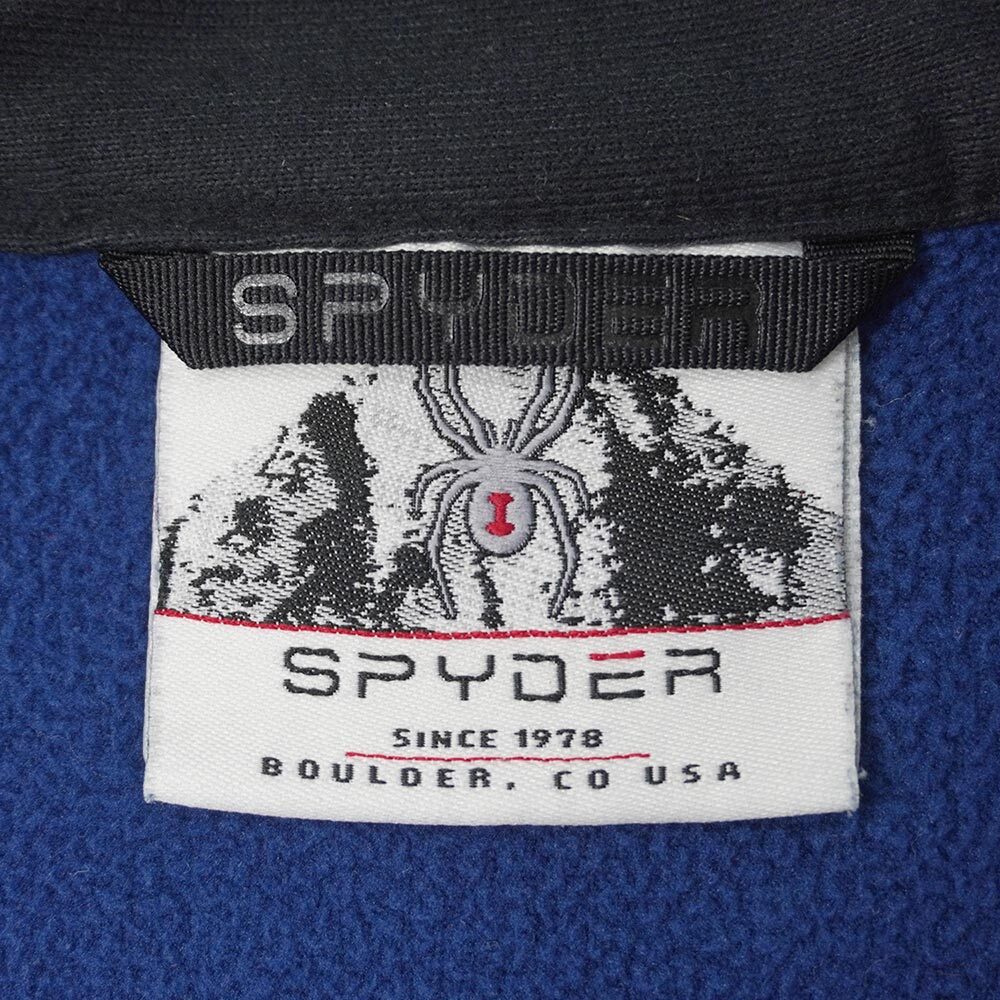 SPYDER
SPYDER
SINCE 1978
BOULDER, CO USA